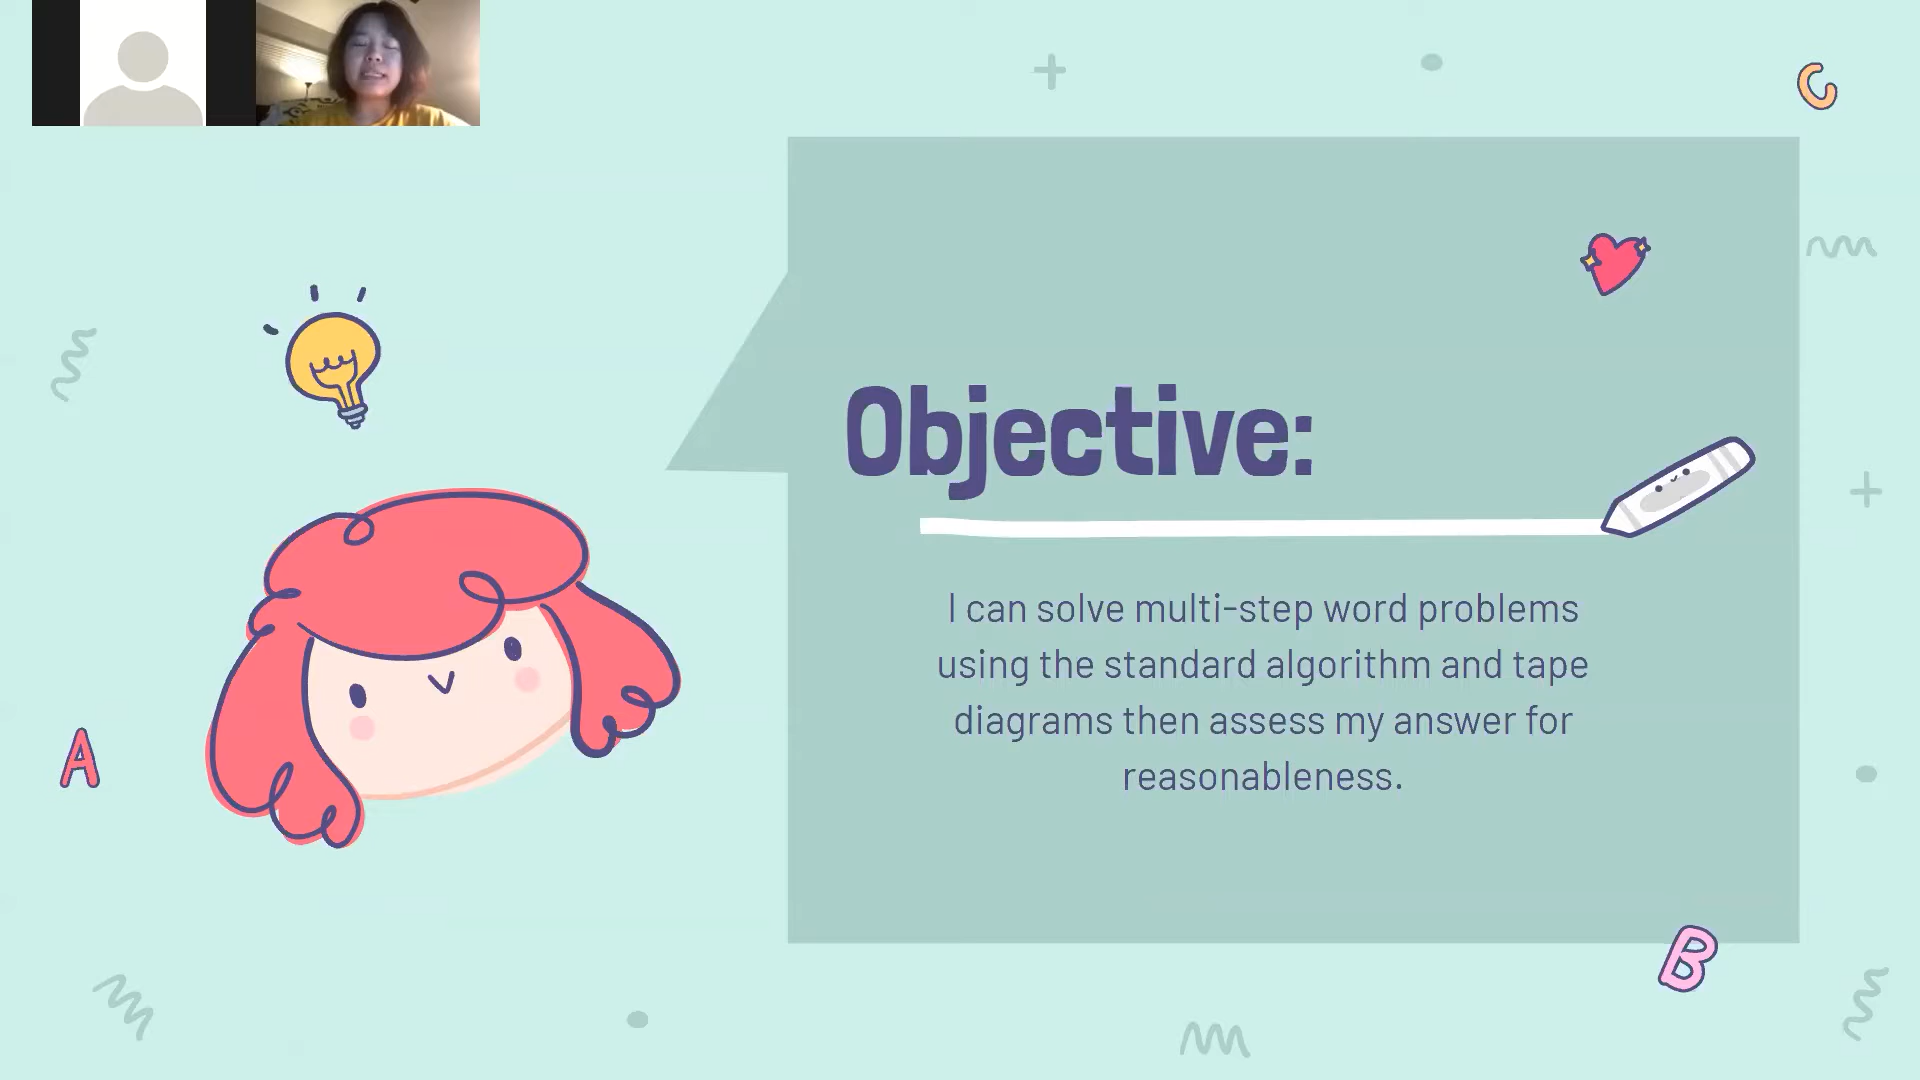 C
Objective:
I can solve multi-step word problems
using the standard algorithm and tape
diagrams then assess my answer for
reasonableness.
A
B